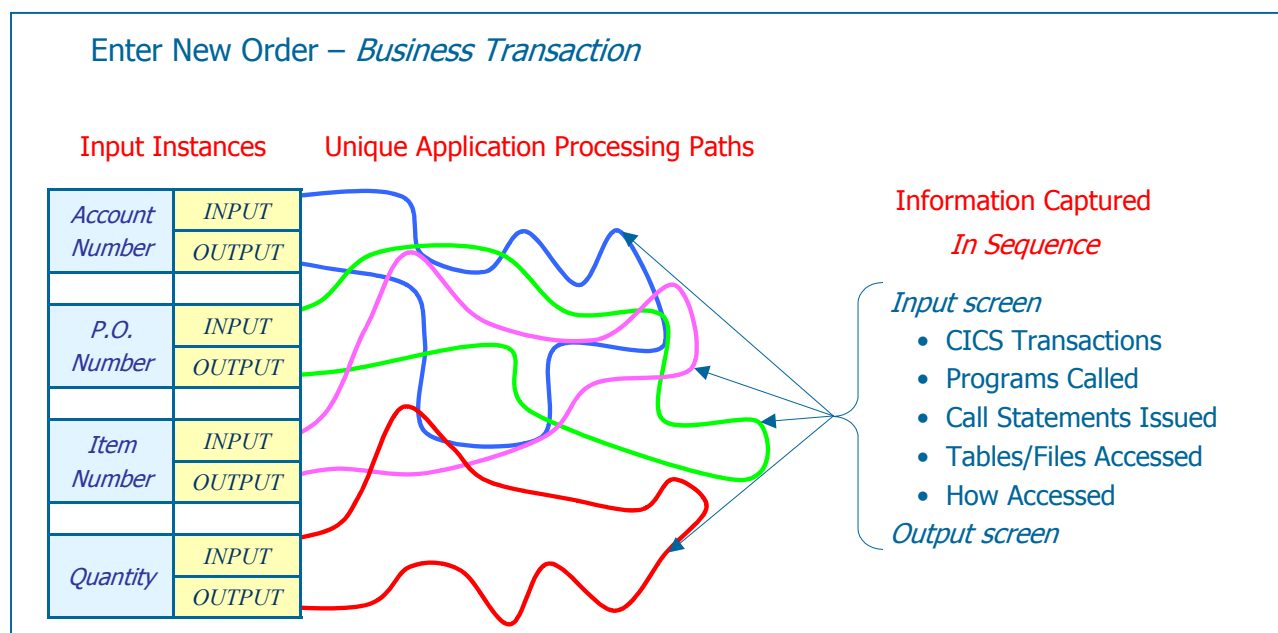 Enter New Order – Business Transaction
Input Instances
Unique Application Processing Paths
Account
Number
INPUT
OUTPUT
P.O.
Number
INPUT
OUTPUT
Item
Number
INPUT
OUTPUT
Quantity
INPUT
OUTPUT
Information Captured
In Sequence
Input screen
• CICS Transactions
• Programs Called
• Call Statements Issued
• Tables/Files Accessed
• How Accessed
Output screen